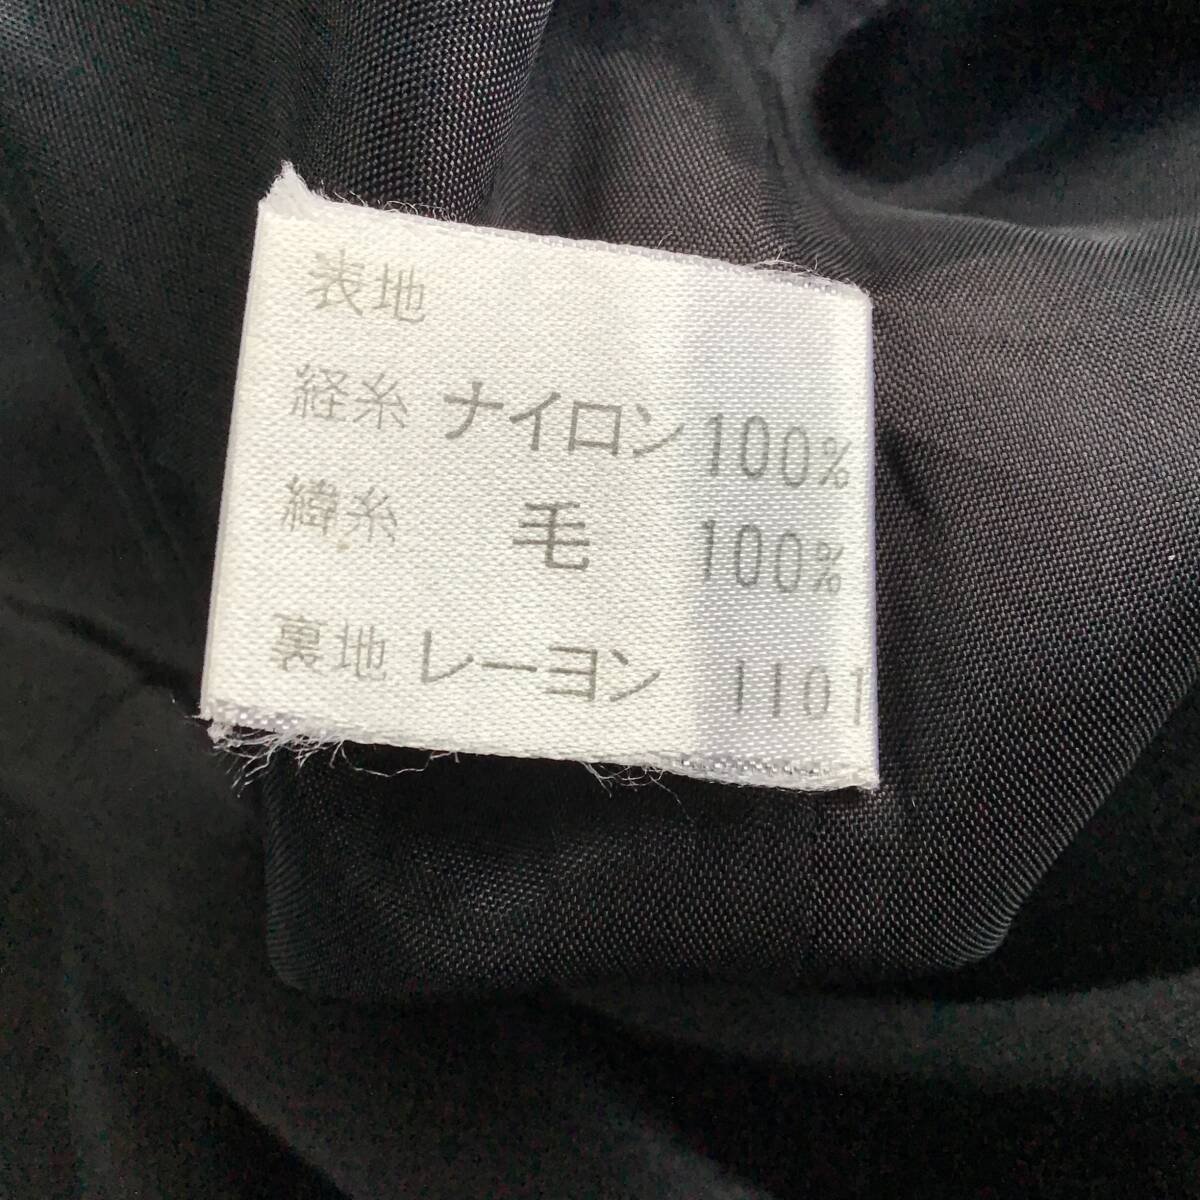 表地
経糸 ナイロン 100%
緯糸 毛 100%
裏地 レーヨン 1101